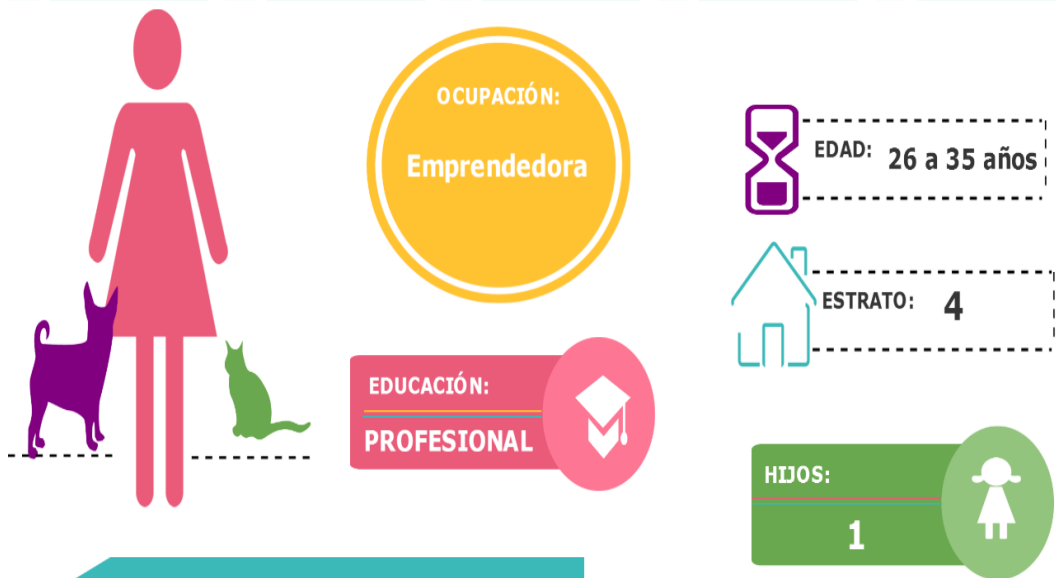 OCUPACIÓN:
Emprendedora
EDAD: 26 a 35 años
ESTRATO: 4
EDUCACIÓN:
PROFESIONAL
HIJOS:
1